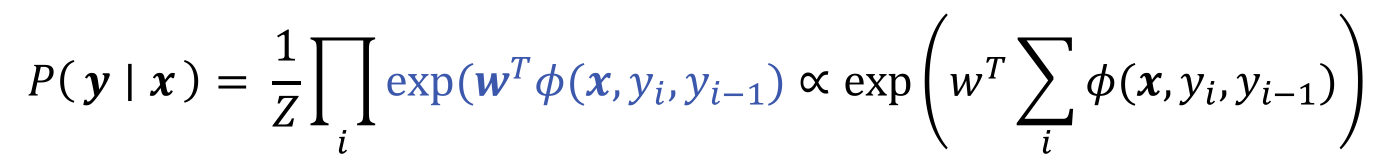 P( y | x ) = 1/Z ∏_i exp(w^T ϕ(x, y_i, y_{i−1}) ∝ exp(w^T ∑_i ϕ(x, y_i, y_{i−1}))